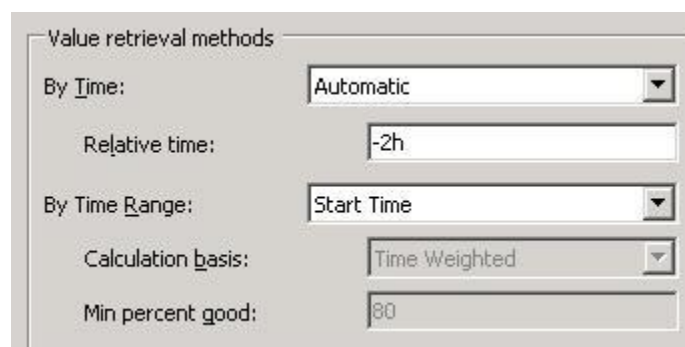 Value retrieval methods
By Time: Automatic
Relative time: -2h
By Time Range: Start Time
Calculation basis: Time Weighted
Min percent good: 80